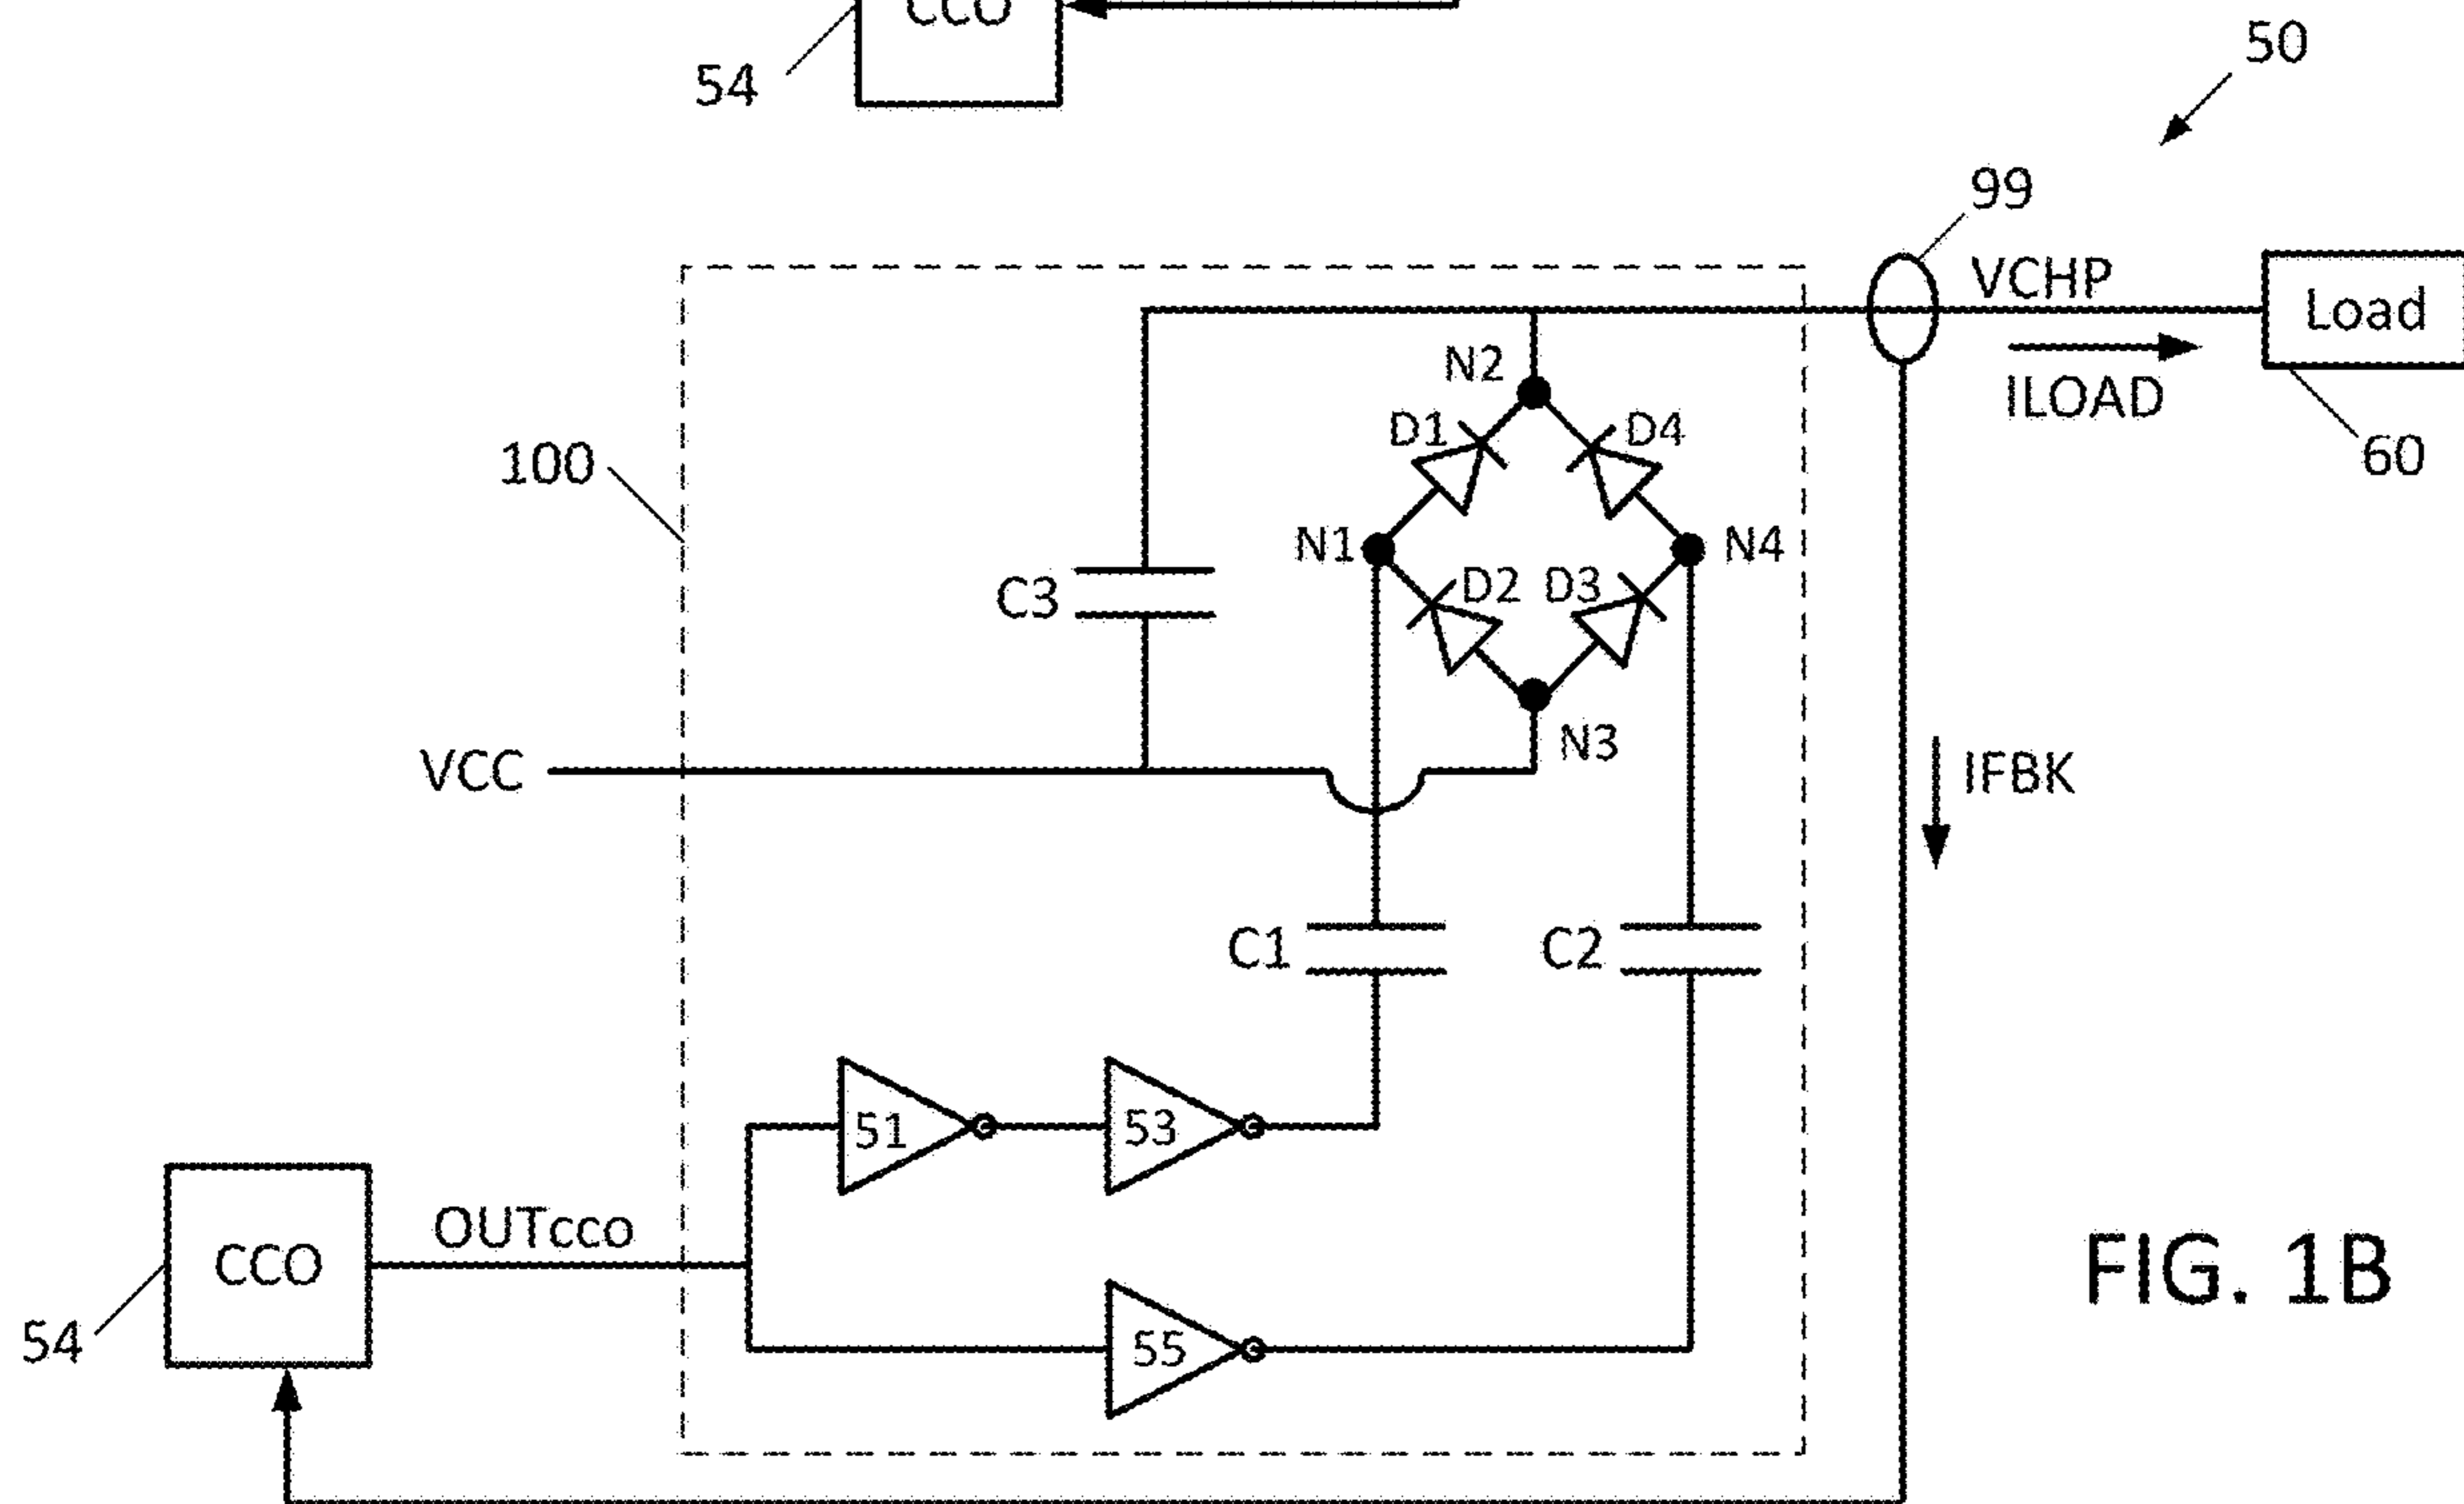 CCO
54
50
99
VCHP
Load
ILOAD
60
100
N2
D1
D4
N1
N4
D2
D3
C3
N3
VCC
IFBK
C1
C2
51
53
OUTCCO
CCO
54
55
FIG. 1B